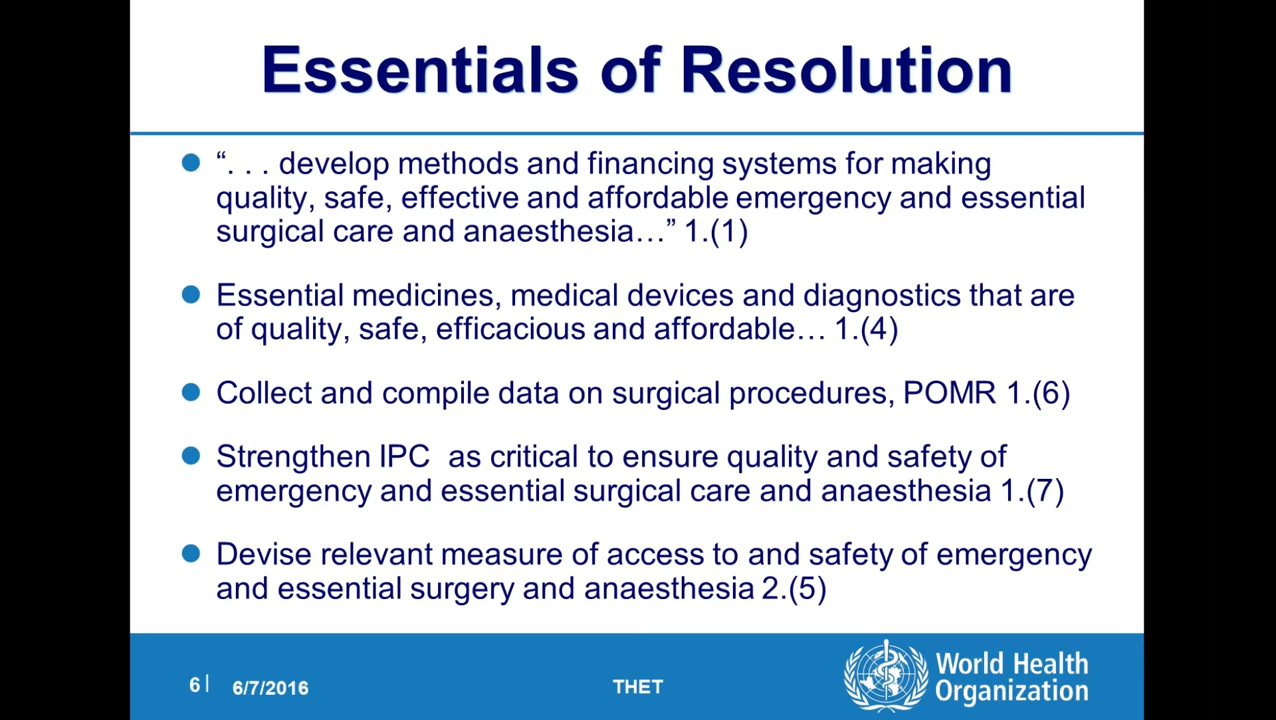 Essentials of Resolution
“. . . develop methods and financing systems for making
quality, safe, effective and affordable emergency and essential
surgical care and anaesthesia…” 1.(1)
Essential medicines, medical devices and diagnostics that are
of quality, safe, efficacious and affordable… 1.(4)
Collect and compile data on surgical procedures, POMR 1.(6)
Strengthen IPC  as critical to ensure quality and safety of
emergency and essential surgical care and anaesthesia 1.(7)
Devise relevant measure of access to and safety of emergency
and essential surgery and anaesthesia 2.(5)
6 | 6/7/2016 THET
World Health
Organization